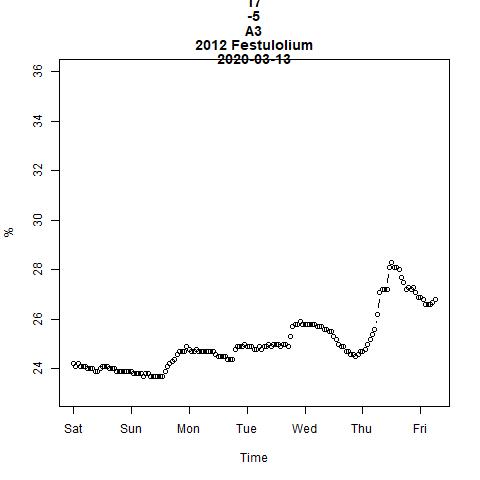 17
-5
A3
2012 Festulolium
2020-03-13
36
34
32
30
28
26
24
%
Sat Sun Mon Tue Wed Thu Fri
Time